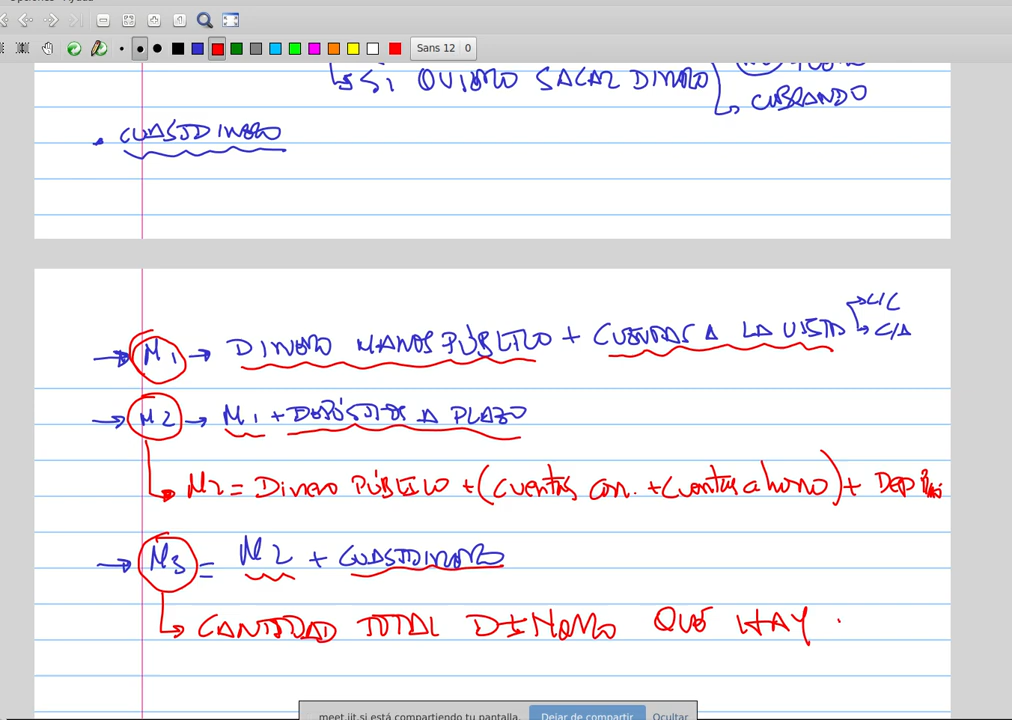 Opciones Ayuda
Sans 12 0
↳ SI QUIERO SACAR DINERO
↳ COBRANDO
• CUASIDINERO
→ M1 → DINERO MANOS PÚBLICO + CUENTAS A LA VISTA → C/C
↳ C/A
→ M2 → M1 + DEPÓSITOS A PLAZO
↳ M2 = Dinero PÚBLICO + (cuentas corr. + cuentas ahorro) + DEP
→ M3 = M2 + CUASIDINERO
↳ CANTIDAD TOTAL DINERO QUE HAY
meet.jit.si está compartiendo tu pantalla. Dejar de compartir Ocultar